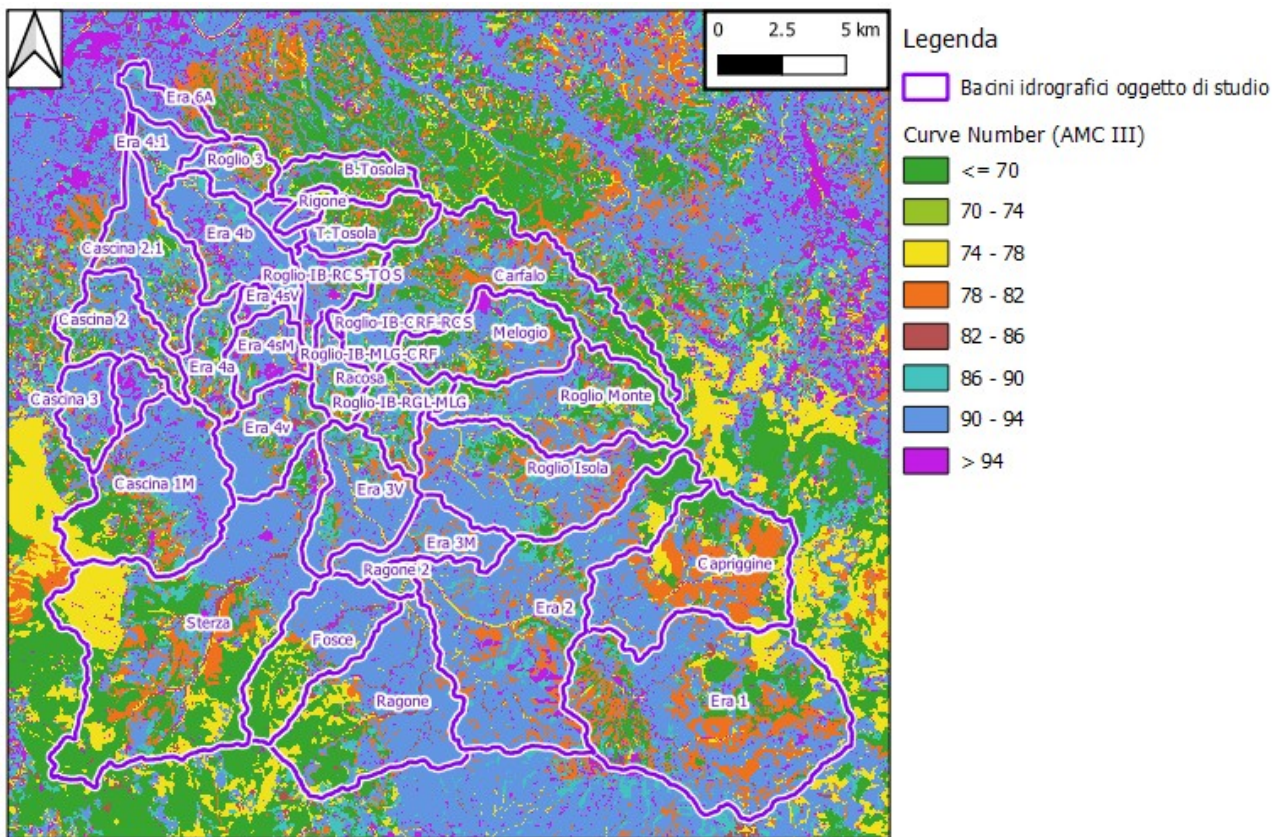 0 2.5 5 km
Legenda
Bacini idrografici oggetto di studio
Curve Number (AMC III)
<= 70
70 - 74
74 - 78
78 - 82
82 - 86
86 - 90
90 - 94
> 94
Era 6A
Era 4.1
Roglio 3
B.Tosola
Rigone
Era 4b
T.Tosola
Cascina 2.1
Roglio-IB-RCS-TOS
Carfalo
Era 4sV
Cascina 2
Roglio-IB-CRF-RCS
Melogio
Era 4sM
Roglio-IB-MLG-CRF
Era 4a
Racosa
Cascina 3
Roglio-IB-RGL-MLG
Roglio Monte
Era 4v
Roglio Isola
Cascina 1M
Era 3V
Era 3M
Ragone 2
Capriggine
Era 2
Sterza
Fosce
Ragone
Era 1